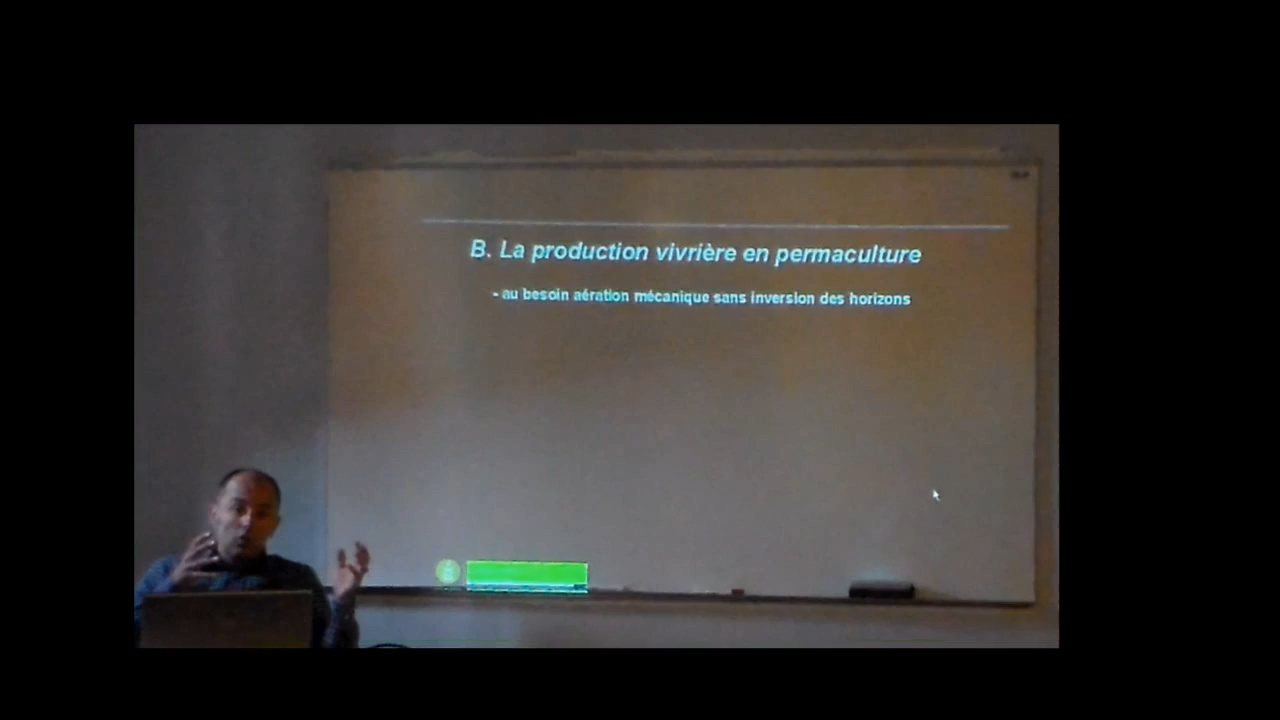 B. La production vivrière en permaculture
- au besoin aération mécanique sans inversion des horizons